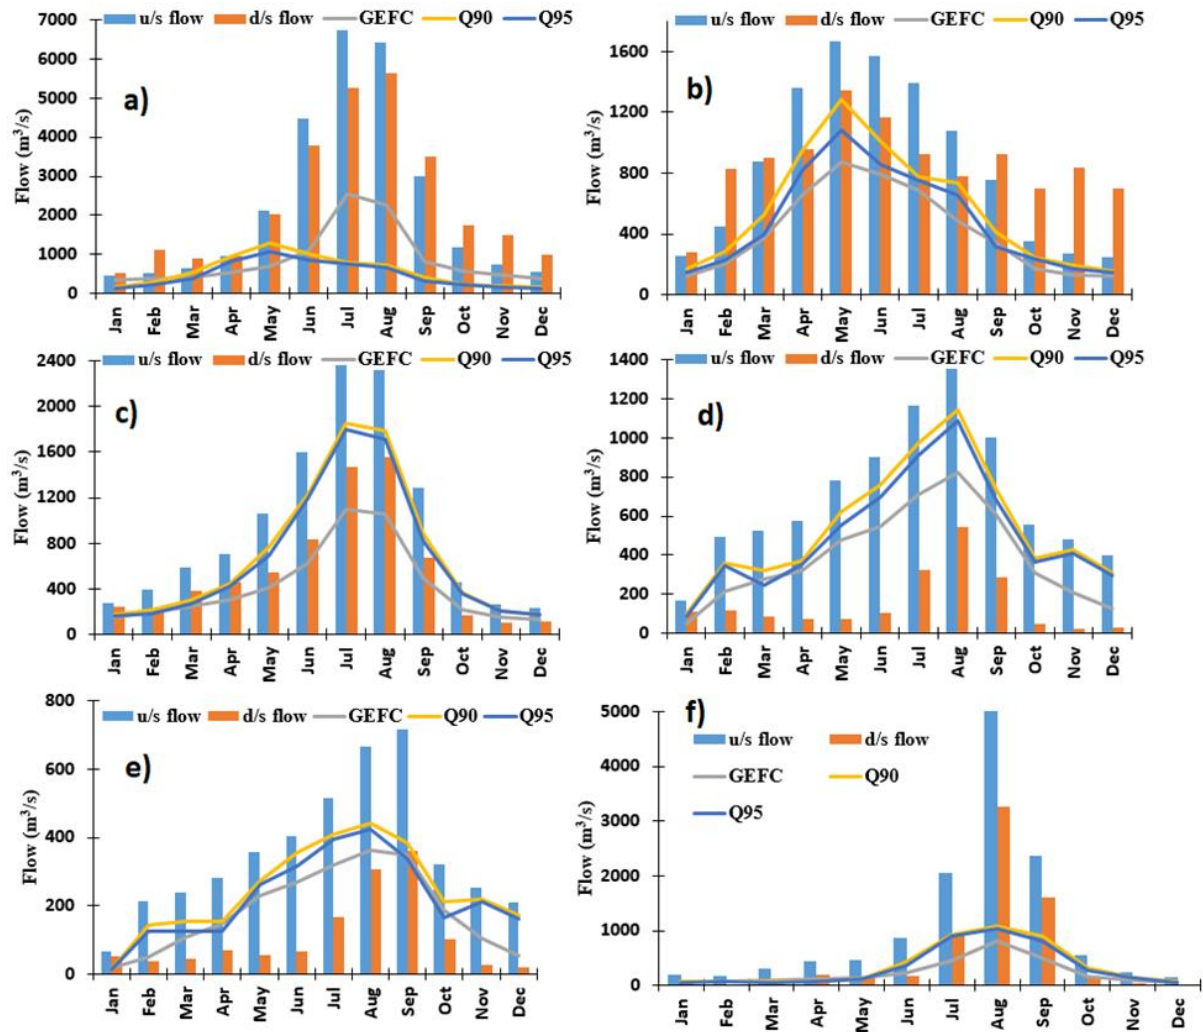 u/s flow d/s flow GEFC Q90 Q95
a)
Flow (m³/s)
7000
6000
5000
4000
3000
2000
1000
0
Jan Feb Mar Apr May Jun Jul Aug Sep Oct Nov Dec
u/s flow d/s flow GEFC Q90 Q95
b)
Flow (m³/s)
1600
1200
800
400
0
Jan Feb Mar Apr May Jun Jul Aug Sep Oct Nov Dec
u/s flow d/s flow GEFC Q90 Q95
c)
Flow (m³/s)
2400
2000
1600
1200
800
400
0
Jan Feb Mar Apr May Jun Jul Aug Sep Oct Nov Dec
u/s flow d/s flow GEFC Q90 Q95
d)
Flow (m³/s)
1400
1200
1000
800
600
400
200
0
Jan Feb Mar Apr May Jun Jul Aug Sep Oct Nov Dec
u/s flow d/s flow GEFC Q90 Q95
e)
Flow (m³/s)
800
600
400
200
0
Jan Feb Mar Apr May Jun Jul Aug Sep Oct Nov Dec
f)
u/s flow d/s flow
GEFC Q90
Q95
Flow (m³/s)
5000
4000
3000
2000
1000
0
Jan Feb Mar Apr May Jun Jul Aug Sep Oct Nov Dec